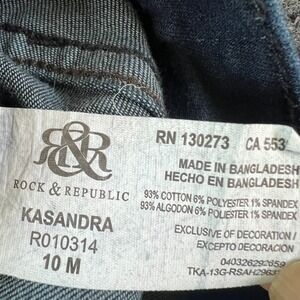 R&R
ROCK & REPUBLIC
KASANDRA
R010314
10 M
RN 130273 CA 553
MADE IN BANGLADESH
HECHO EN BANGLADESH
93% COTTON 6% POLYESTER 1% SPANDEX
93% ALGODON 6% POLYESTER 1% SPANDEX
EXCLUSIVE OF DECORATION /
EXCEPTO DECORACION